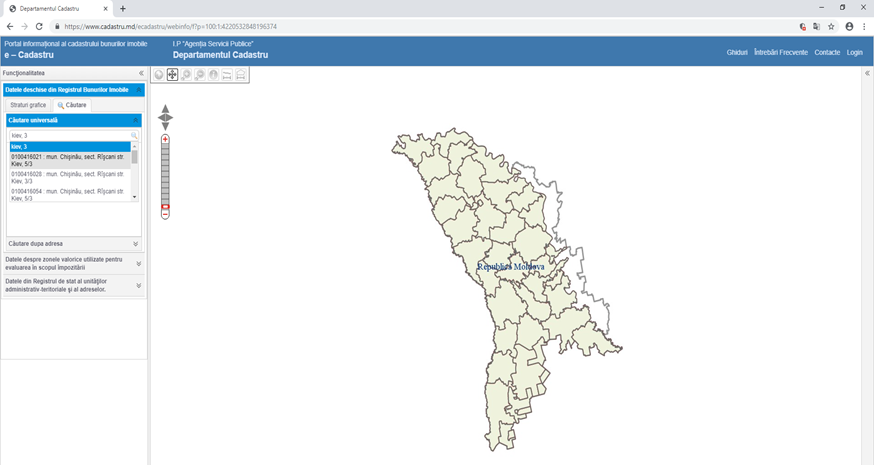 Departamentul Cadastru
https://www.cadastru.md/ecadastru/webinfo/f?p=100:1:4220532848196374
Portal informațional al cadastrului bunurilor imobile
e – Cadastru
I.P "Agenția Servicii Publice"
Departamentul Cadastru
Ghiduri
Întrebări Frecvente
Contacte
Login
Funcționalitatea
Datele deschise din Registrul Bunurilor Imobile
Straturi grafice
Căutare
Căutare universală
kiev, 3
kiev, 3
0100416021 : mun. Chișinău, sect. Rîșcani str.
Kiev, 5/3
0100416028 : mun. Chișinău, sect. Rîșcani str.
Kiev, 3/3
0100416054 : mun. Chișinău, sect. Rîșcani str.
Kiev, 5/3
Căutare dupa adresa
Datele despre zonele valorice utilizate pentru
evaluarea în scopul impozitării
Datele din Registrul de stat al unităților
administrativ-teritoriale și al adreselor.
Republica Moldova